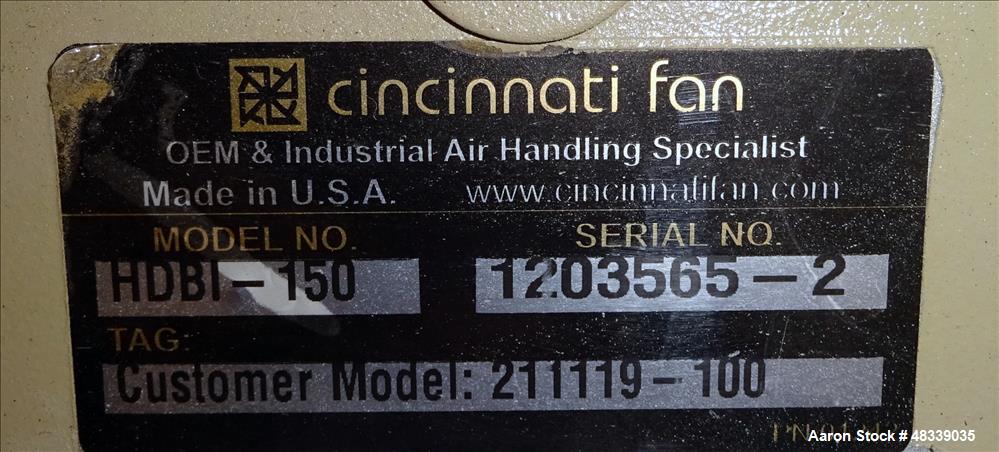 cincinnati fan
OEM & Industrial Air Handling Specialist
Made in U.S.A. www.cincinnatifan.com
MODEL NO. SERIAL NO.
HDBI-150 1203565-2
TAG:
Customer Model: 211119-100
Aaron Stock # 48339035